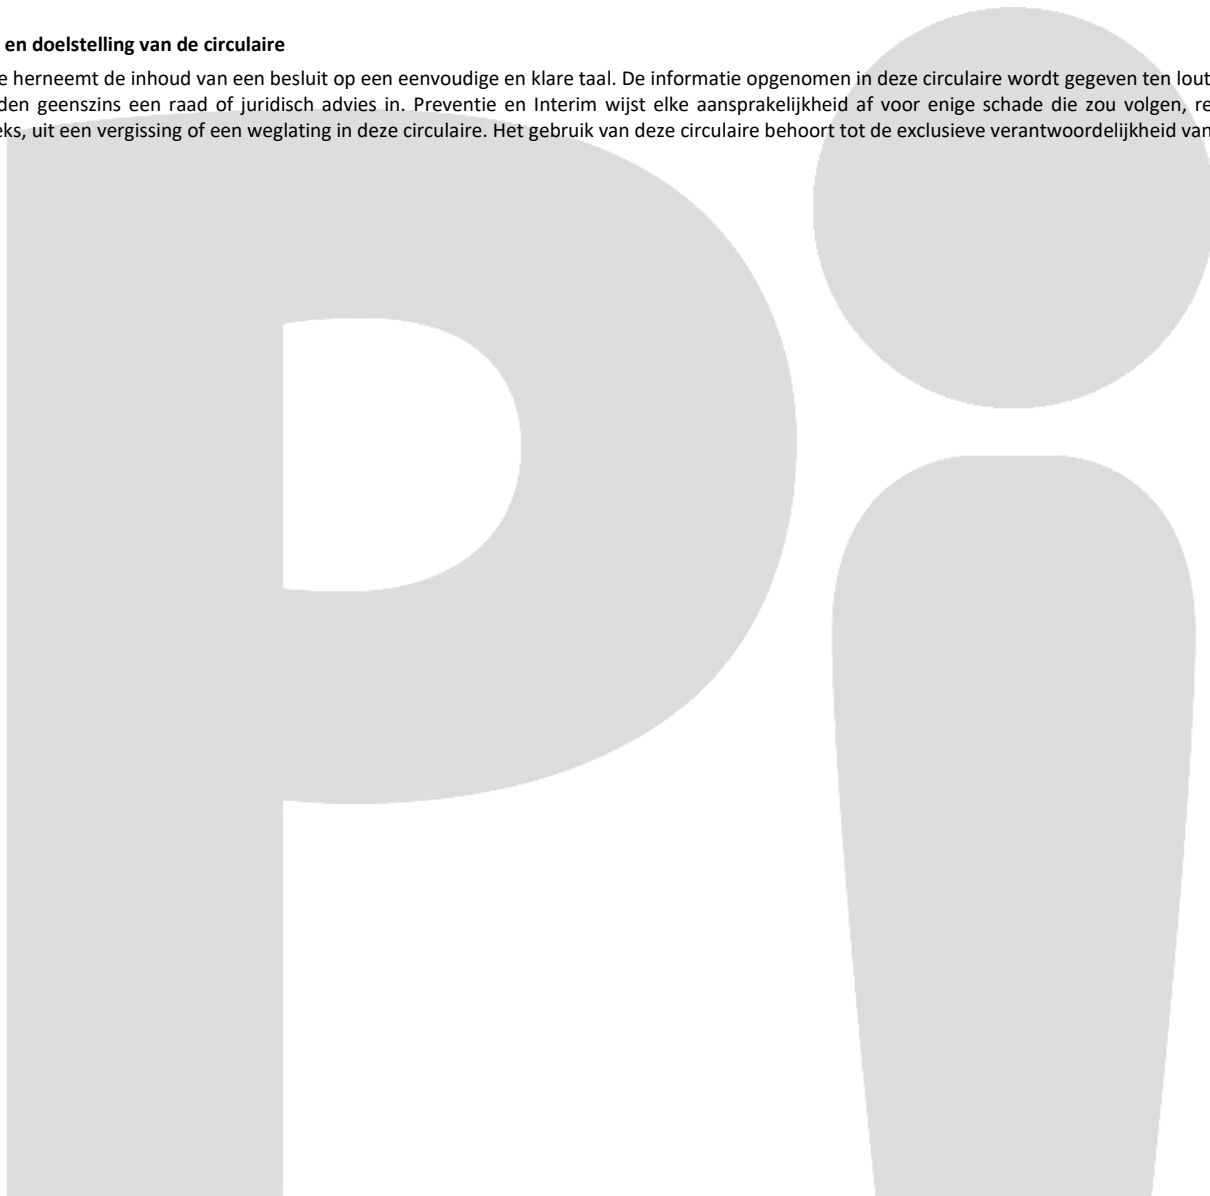 en doelstelling van de circulaire
e herneemt de inhoud van een besluit op een eenvoudige en klare taal. De informatie opgenomen in deze circulaire wordt gegeven ten lout
den geenszins een raad of juridisch advies in. Preventie en Interim wijst elke aansprakelijkheid af voor enige schade die zou volgen, re
eks, uit een vergissing of een weglating in deze circulaire. Het gebruik van deze circulaire behoort tot de exclusieve verantwoordelijkheid van
Pi